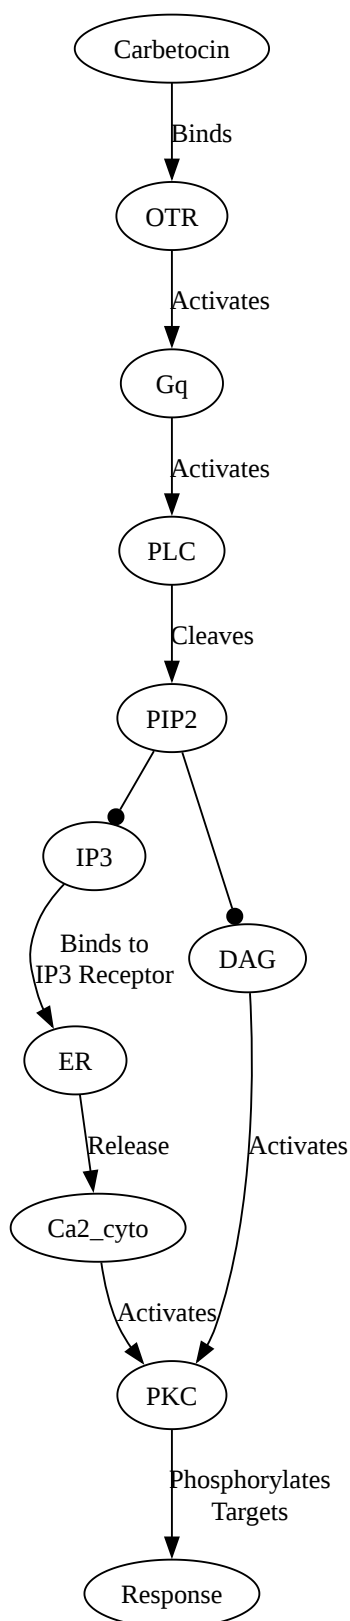 Carbetocin
Binds
OTR
Activates
Gq
Activates
PLC
Cleaves
PIP2
IP3
Binds to
IP3 Receptor
DAG
ER
Release
Activates
Ca2_cyto
Activates
PKC
Phosphorylates
Targets
Response